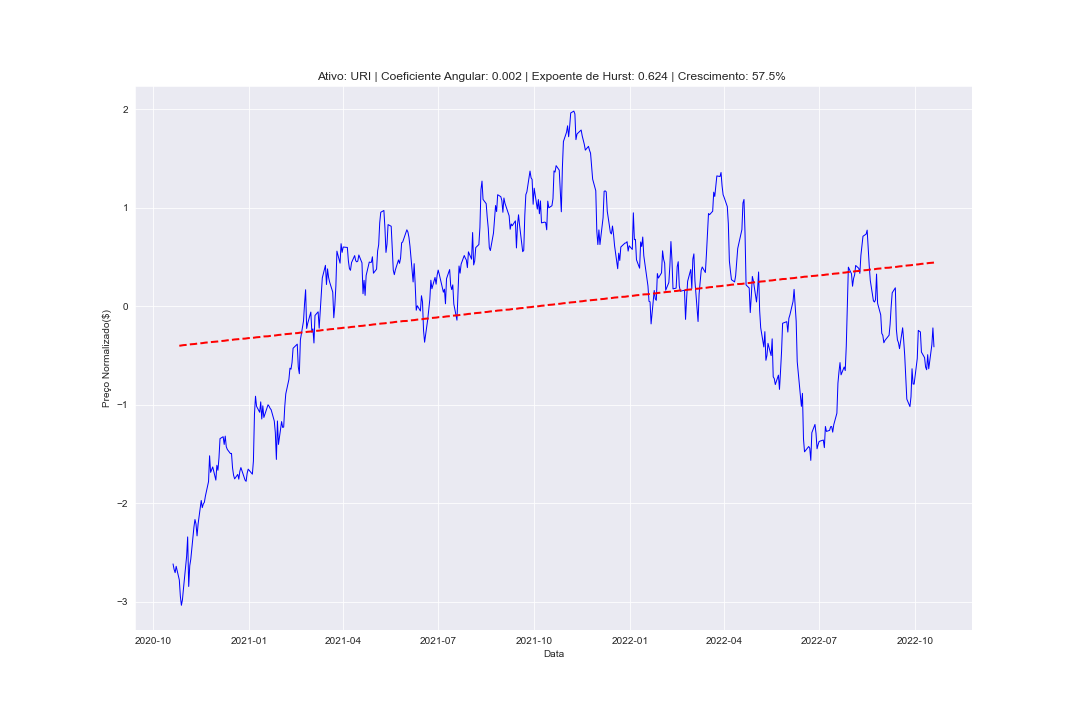 Ativo: URI | Coeficiente Angular: 0.002 | Expoente de Hurst: 0.624 | Crescimento: 57.5%
2
1
0
−1
−2
−3
Preço Normalizado($)
2020-10 2021-01 2021-04 2021-07 2021-10 2022-01 2022-04 2022-07 2022-10
Data